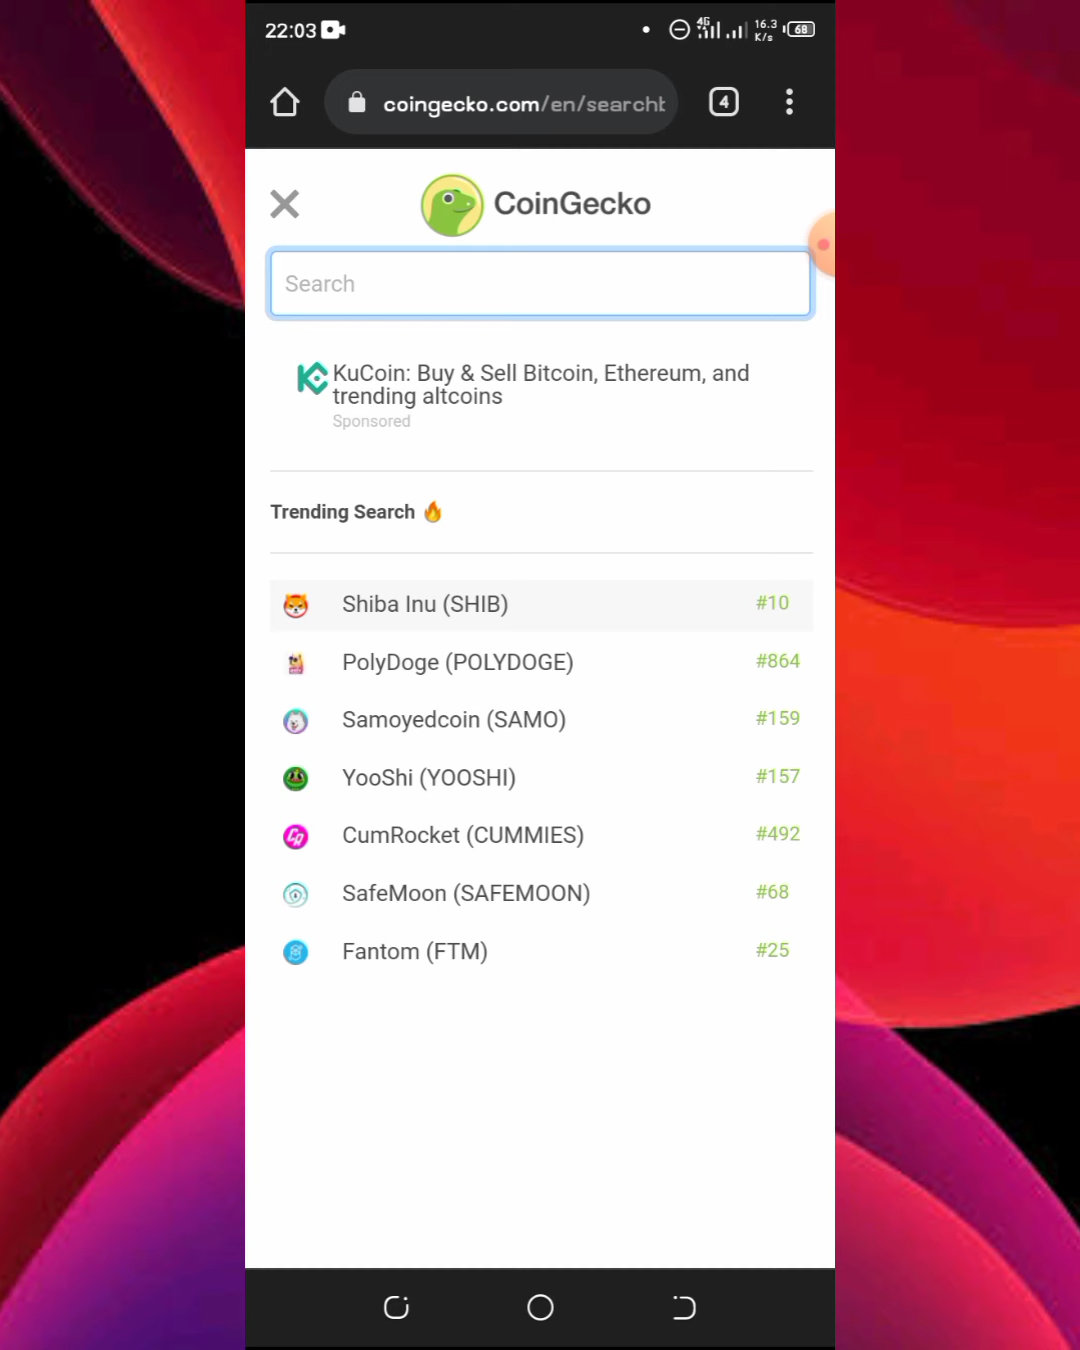 22:03
4G
16.3
K/s
68
coingecko.com/en/search
4
CoinGecko
Search
KuCoin: Buy & Sell Bitcoin, Ethereum, and
trending altcoins
Sponsored
Trending Search 🔥
Shiba Inu (SHIB) #10
PolyDoge (POLYDOGE) #864
Samoyedcoin (SAMO) #159
YooShi (YOOSHI) #157
CumRocket (CUMMIES) #492
SafeMoon (SAFEMOON) #68
Fantom (FTM) #25